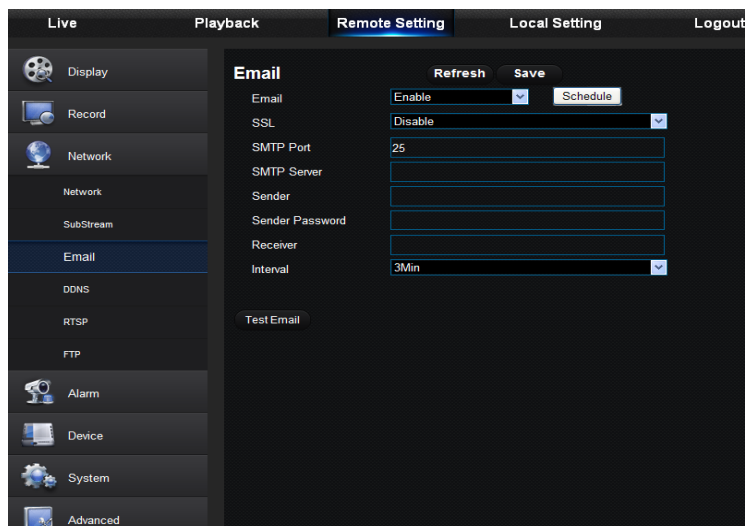 Live Playback Remote Setting Local Setting Logout
Display
Record
Network
Network
SubStream
Email
DDNS
RTSP
FTP
Alarm
Device
System
Advanced
Email Refresh Save
Email Enable Schedule
SSL Disable
SMTP Port 25
SMTP Server
Sender
Sender Password
Receiver
Interval 3Min
Test Email